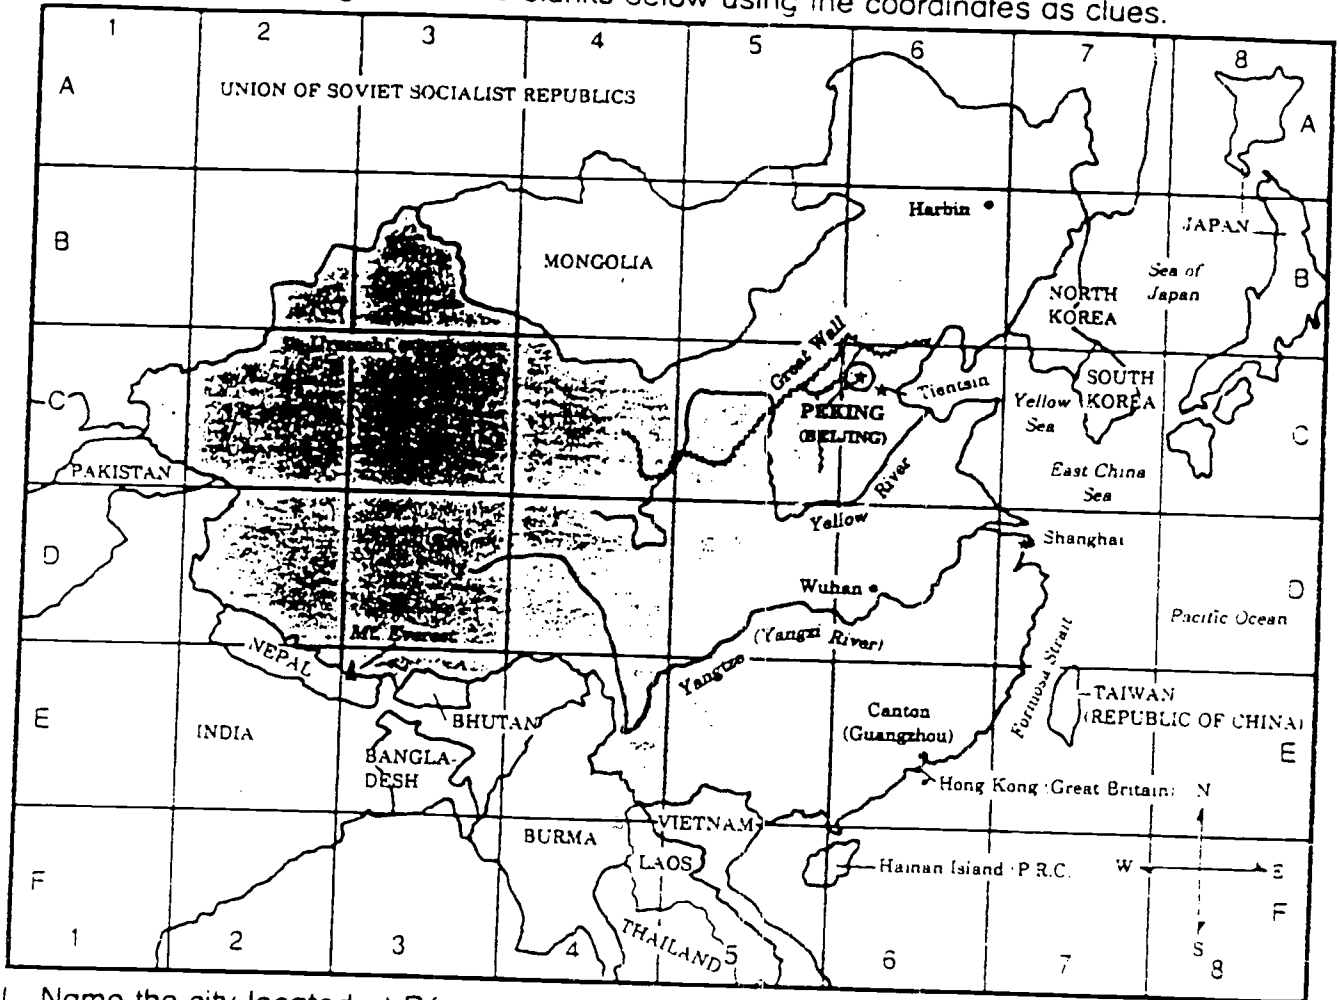 blanks below using the coordinates as clues.
1 2 3 4 5 6 7 8
A
UNION OF SOVIET SOCIALIST REPUBLICS
A
B
Harbin
JAPAN
MONGOLIA
Sea of
Japan
B
NORTH
KOREA
Great Wall
C
PEKING
(BEIJING)
Tientsin
Yellow
Sea
SOUTH
KOREA
C
PAKISTAN
East China
Sea
Yellow River
D
Shanghai
Wuhan
D
Mt. Everest
(Yangzi River)
Pacific Ocean
NEPAL
Yangtze
Formosa Strait
E
INDIA
BHUTAN
Canton
(Guangzhou)
TAIWAN
(REPUBLIC OF CHINA)
E
BANGLA-
DESH
Hong Kong (Great Britain)
N
BURMA
VIETNAM
LAOS
Hainan Island P.R.C.
W
E
F
F
THAILAND
S
1 2 3 4 5 6 7 8
Name the city located at